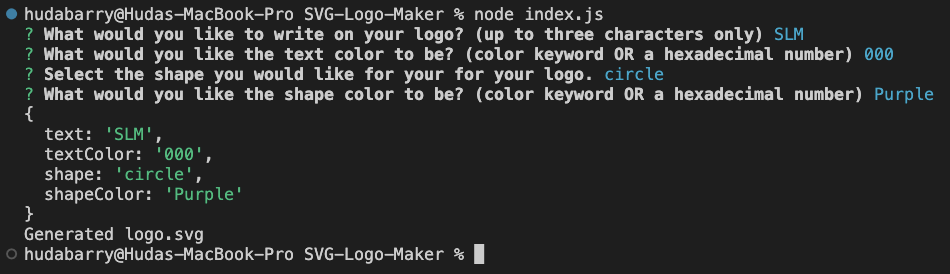 hudabarry@Hudas-MacBook-Pro SVG-Logo-Maker % node index.js
? What would you like to write on your logo? (up to three characters only) SLM
? What would you like the text color to be? (color keyword OR a hexadecimal number) 000
? Select the shape you would like for your for your logo. circle
? What would you like the shape color to be? (color keyword OR a hexadecimal number) Purple
{
  text: 'SLM',
  textColor: '000',
  shape: 'circle',
  shapeColor: 'Purple'
}
Generated logo.svg
hudabarry@Hudas-MacBook-Pro SVG-Logo-Maker %